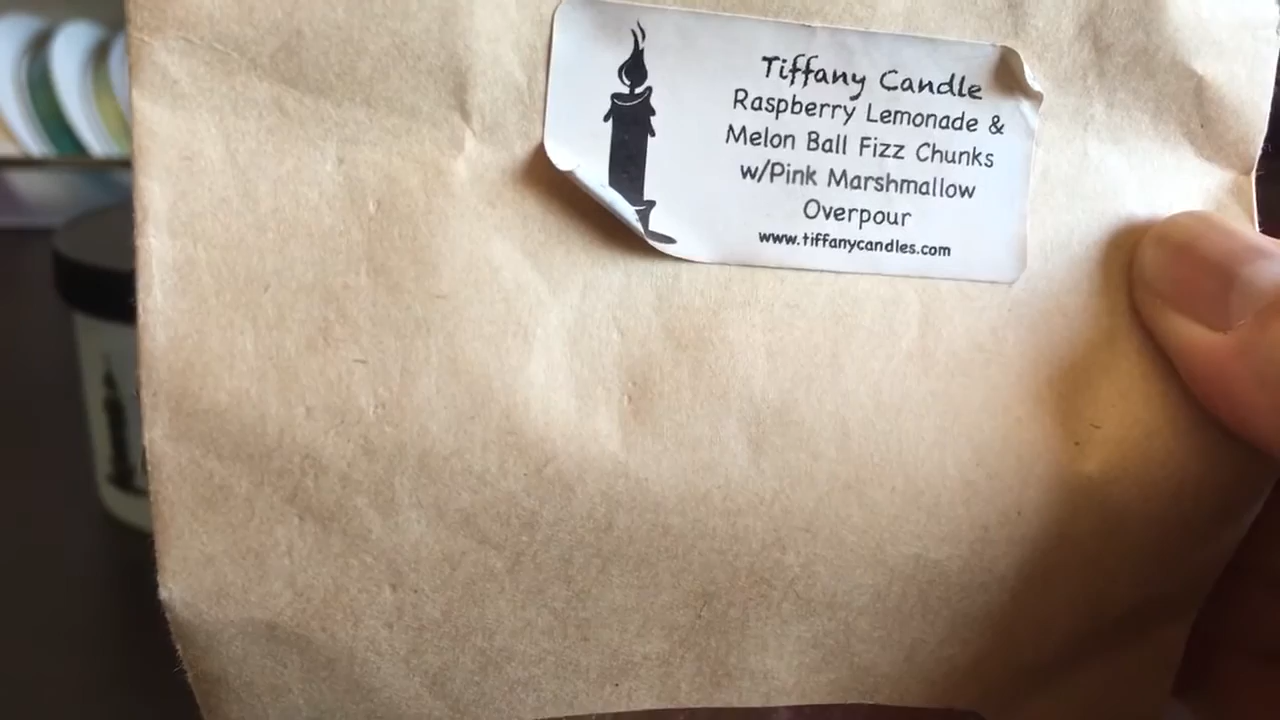 Tiffany Candle
Raspberry Lemonade &
Melon Ball Fizz Chunks
w/Pink Marshmallow
Overpour
www.tiffanycandles.com